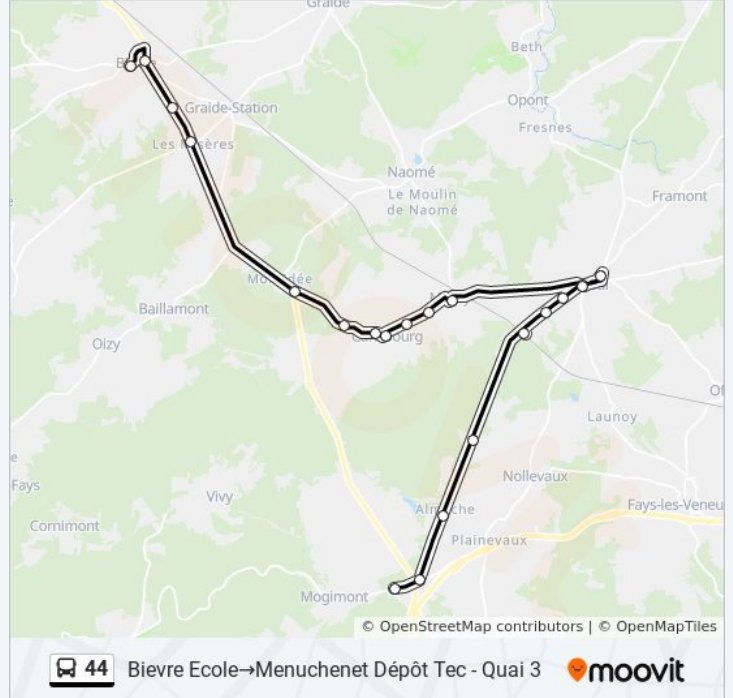 Graide
Beth
Graide-Station
Opont
Fresnes
Les
Naomé
Le Moulin
de Naomé
Framont
Baillamont
Oizy
Launoy
Nollevaux
Vivy
Fays-les-Veneu
Cornimont
Fays
Plainevaux
Mogimont
© OpenStreetMap contributors | © OpenMapTiles
44 Bievre Ecole→Menuchenet Dépôt Tec - Quai 3 moovit